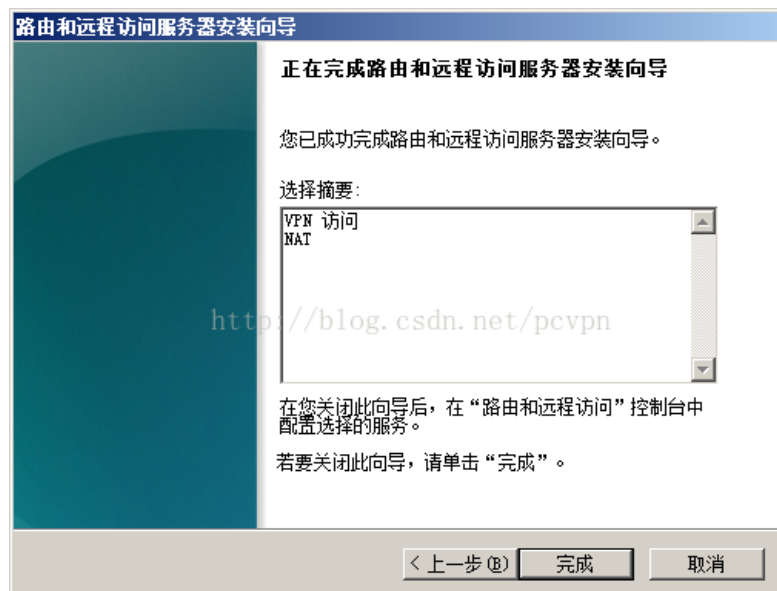 路由和远程访问服务器安装向导
正在完成路由和远程访问服务器安装向导
您已成功完成路由和远程访问服务器安装向导。
选择摘要:
VPN 访问
NAT
http://blog.csdn.net/pcvpn
在您关闭此向导后，在“路由和远程访问”控制台中
配置选择的服务。
若要关闭此向导，请单击“完成”。
< 上一步(B) 完成 取消